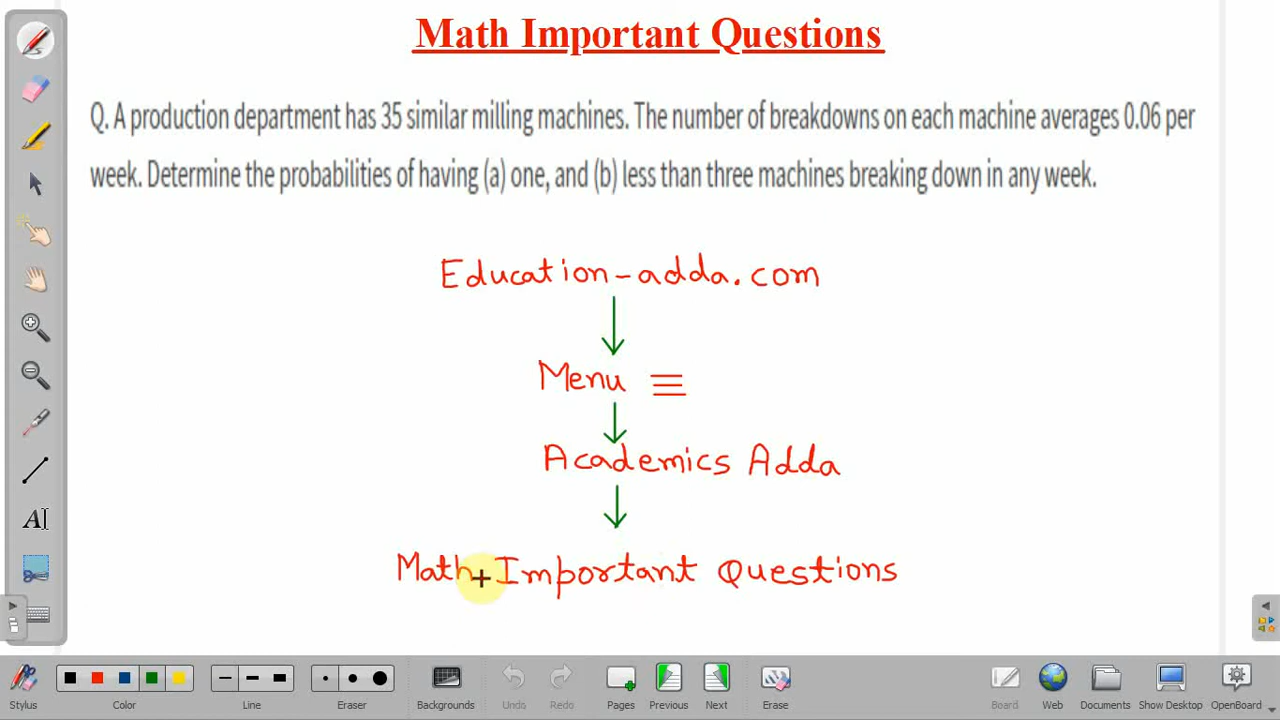 Math Important Questions
Q. A production department has 35 similar milling machines. The number of breakdowns on each machine averages 0.06 per
week. Determine the probabilities of having (a) one, and (b) less than three machines breaking down in any week.
Education-adda.com
Menu
Academics Adda
Math Important Questions
Stylus
Color
Line
Eraser
Backgrounds
Undo
Redo
Pages
Previous
Next
Erase
Board
Web
Documents
Show Desktop
OpenBoard